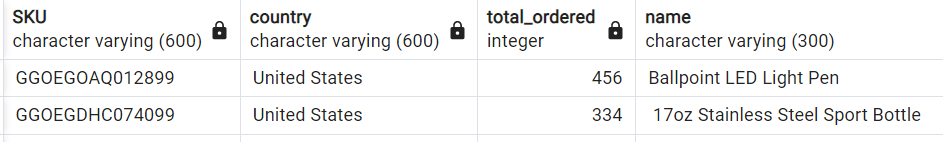 SKU country total_ordered name
character varying (600) character varying (600) integer character varying (300)
GGOEGOAQ012899 United States 456 Ballpoint LED Light Pen
GGOEGDHC074099 United States 334 17oz Stainless Steel Sport Bottle